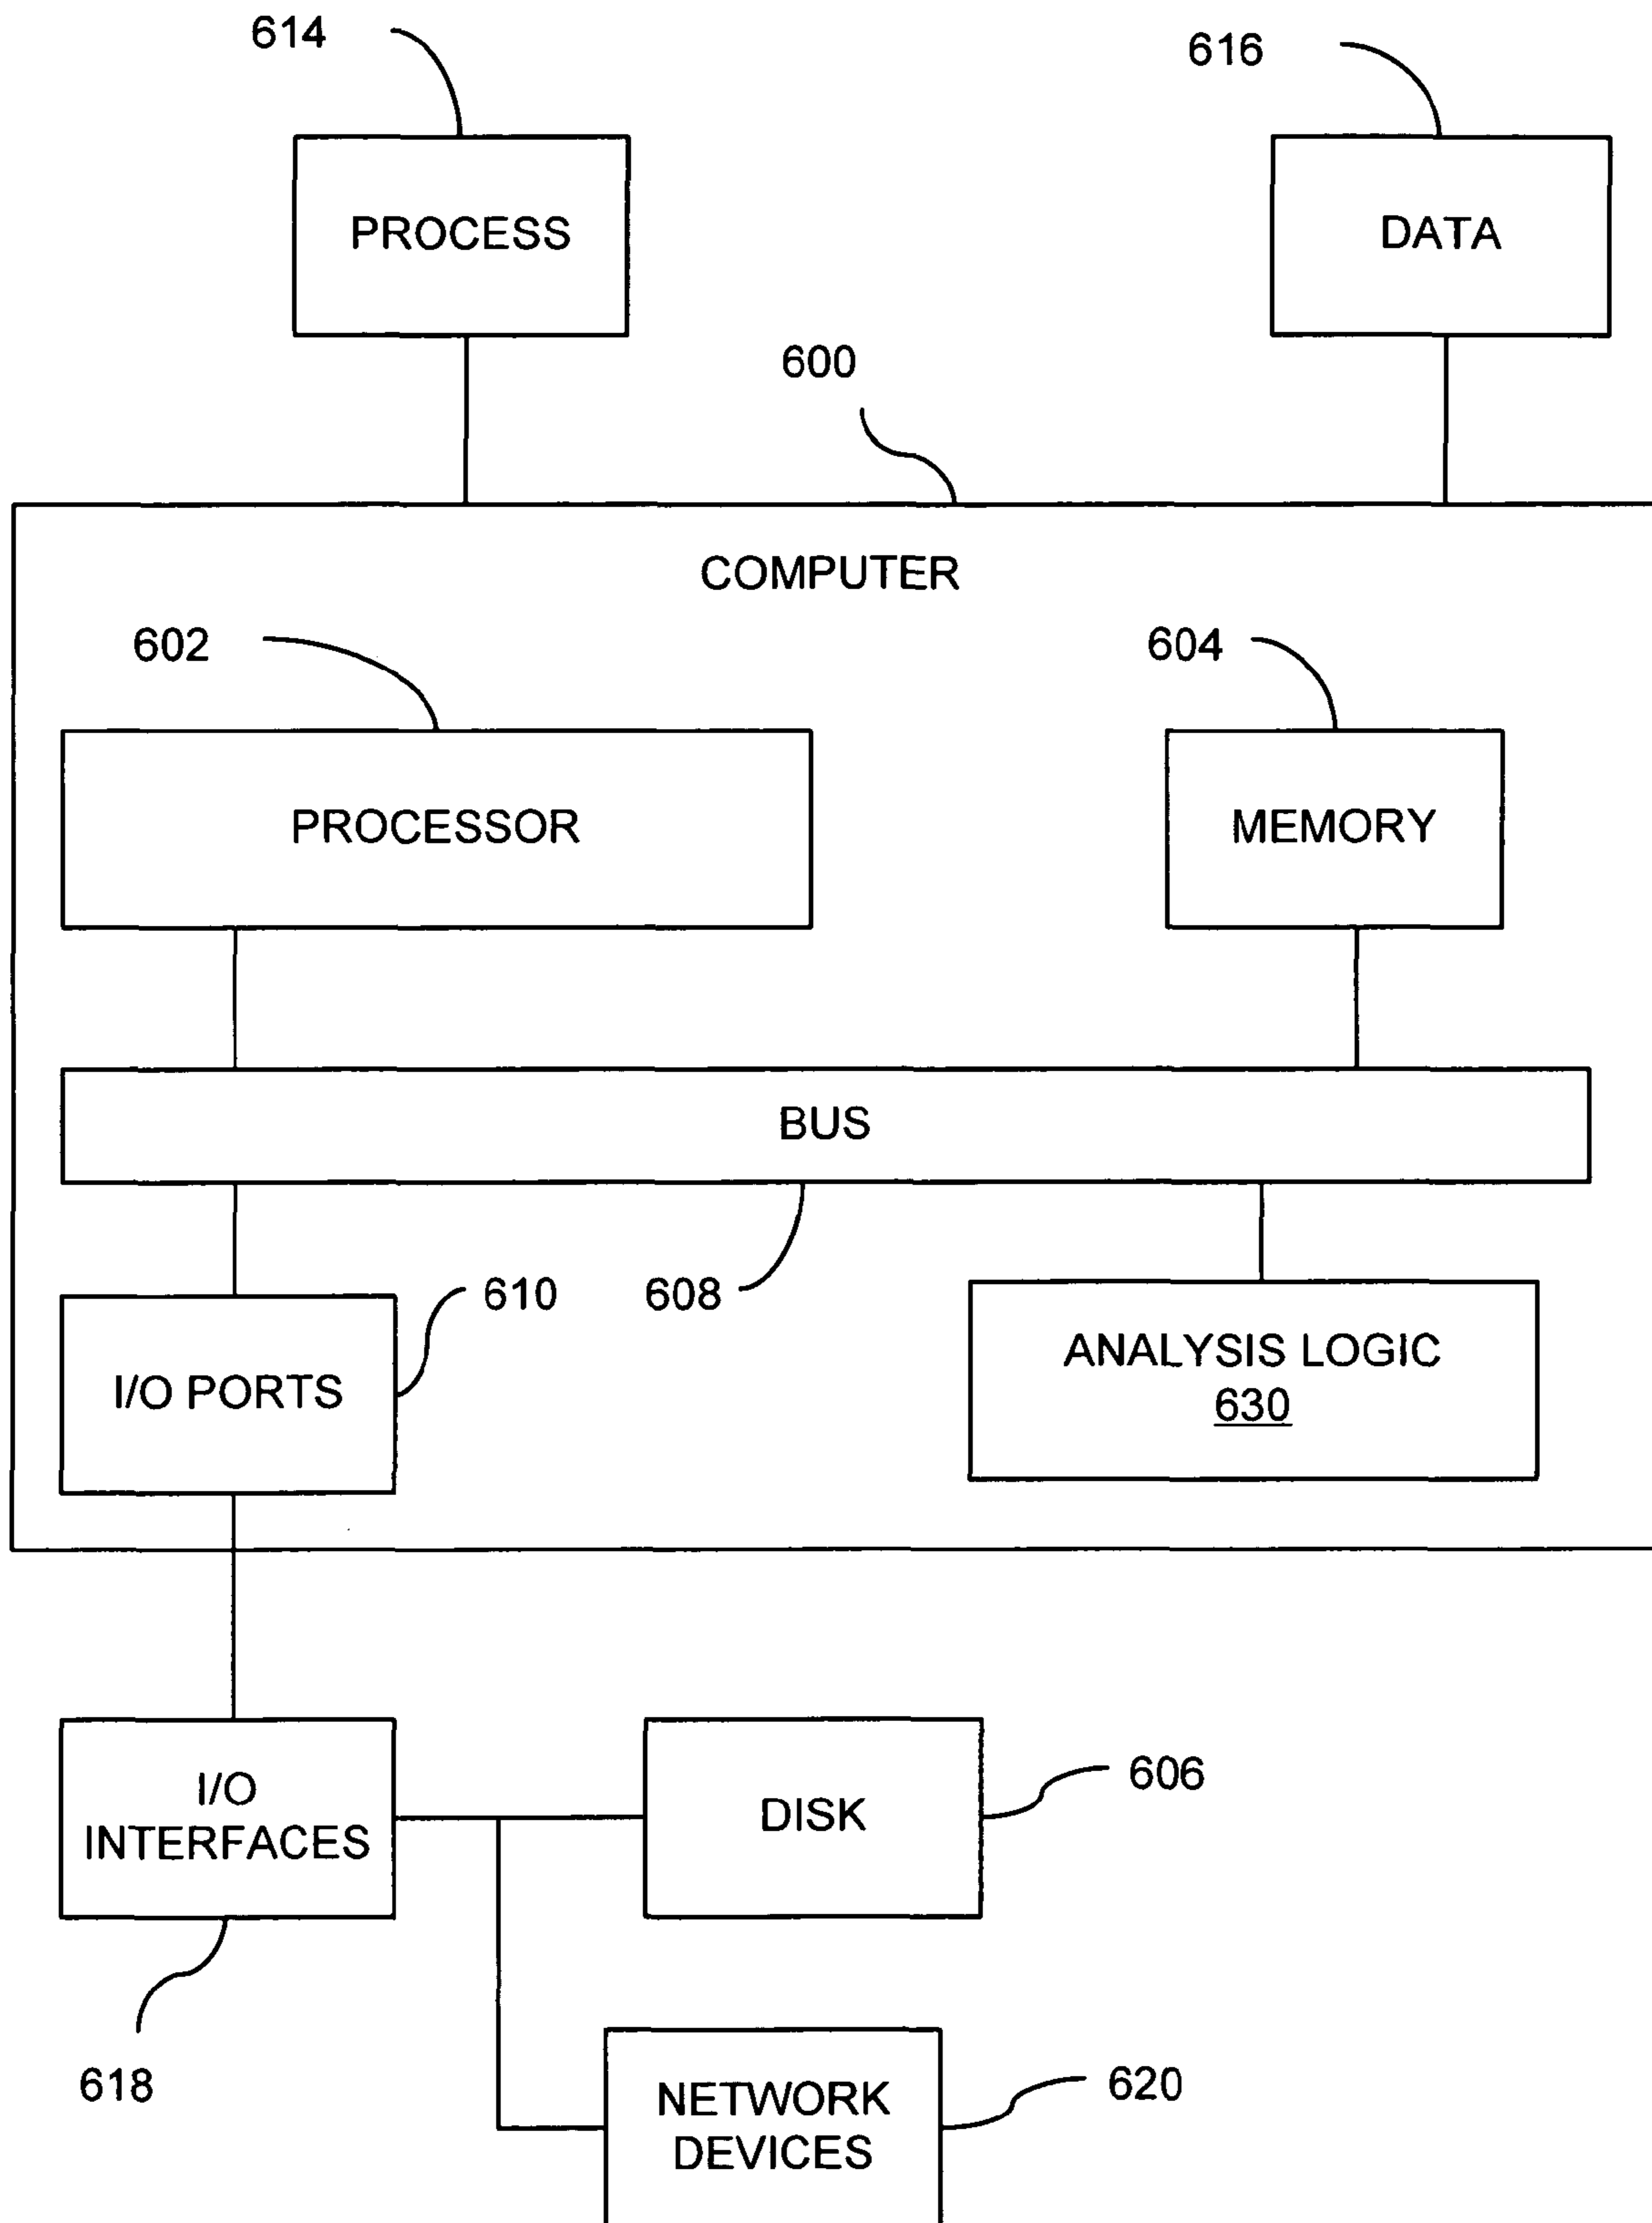 614
616
PROCESS
DATA
600
COMPUTER
602
604
PROCESSOR
MEMORY
BUS
610
608
I/O PORTS
ANALYSIS LOGIC
630
I/O
INTERFACES
DISK
606
618
NETWORK
DEVICES
620